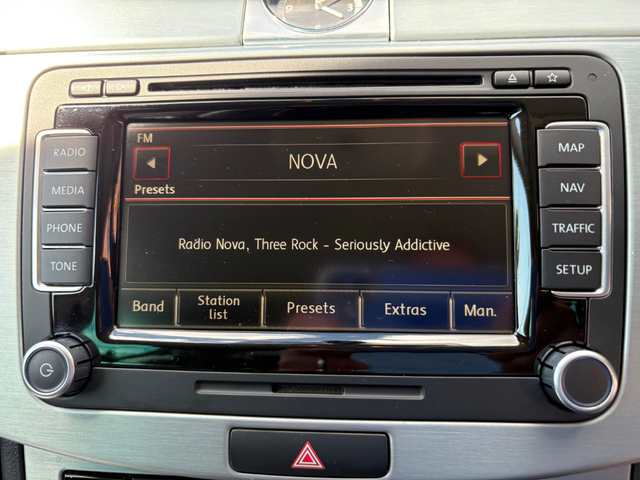 FM
NOVA
Presets
Radio Nova, Three Rock - Seriously Addictive
Band
Station
list
Presets
Extras
Man.
RADIO
MEDIA
PHONE
TONE
MAP
NAV
TRAFFIC
SETUP